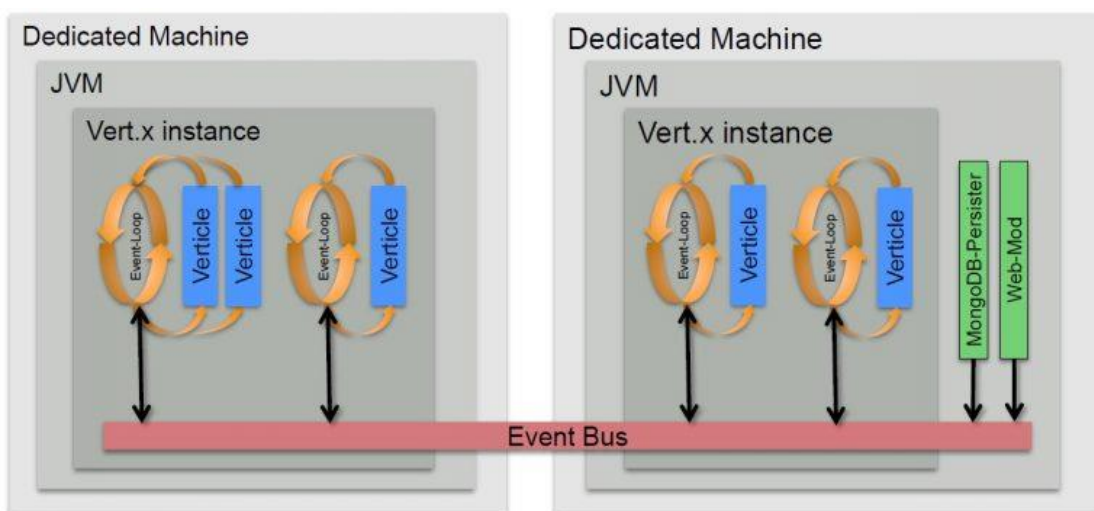 Dedicated Machine
JVM
Vert.x instance
Event-Loop
Verticle
Verticle
Event-Loop
Verticle
Dedicated Machine
JVM
Vert.x instance
Event-Loop
Verticle
Event-Loop
Verticle
MongoDB-Persister
Web-Mod
Event Bus